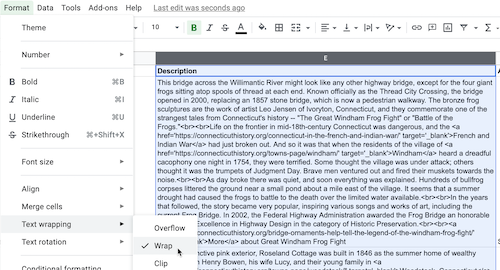 Format Data Tools Add-ons Help Last edit was seconds ago
Theme
10 B I S A
Number
E
Description
Bold ⌘B
Italic ⌘I
Underline ⌘U
Strikethrough ⌘+Shift+X
Font size
Align
Merge cells
Text wrapping
Text rotation
Conditional formatting
Overflow
Wrap
Clip
This bridge across the Willimantic River might look like any other highway bridge, except for the four giant
frogs sitting atop spools of thread at each end. Known officially as the Thread City Crossing, the bridge
opened in 2000, replacing an 1857 stone bridge, which is now a pedestrian walkway. The bronze frog
sculptures are the work of artist Leo Jensen of Ivoryton, Connecticut, and they commemorate one of the
strangest tales from Connecticut's history -- "The Great Windham Frog Fight" or "Battle of the
Frogs."<br><br>Life on the frontier in mid-18th-century Connecticut was dangerous, and the <a
href='https://connecticuthistory.org/connecticut-in-the-french-and-indian-war/' target='_blank'>French and
Indian War</a> had just broken out. And so it was that when the residents of the village of <a
href='https://connecticuthistory.org/towns-page/windham/' target='_blank'>Windham</a> heard a dreadful
cacophony one night in 1754, they were terrified. Some thought the village was under attack; others
thought it was the trumpets of Judgment Day. Brave men ventured out and fired their muskets towards the
noise.<br><br>As day broke there was quiet, and soon everything was explained. Hundreds of bullfrog
corpses littered the ground near a small pond about a mile east of the village. It seems that a summer
drought had caused the frogs to battle to the death over the limited water available.<br><br>In the years
that followed, the story became very popular, inspiring various songs and works of art, including the
current Frog Bridge. In 2002, the Federal Highway Administration awarded the Frog Bridge an honorable
Excellence in Highway Design in the category of Historic Preservation.<br><br><a
ticuthistory.org/bridge-ornaments-help-tell-the-legend-of-the-windham-frog-fight/'
nk'>More</a> about Great Windham Frog Fight
inctive pink exterior, Roseland Cottage was built in 1846 as the summer home of wealthy
n Henry Bowen, his wife Lucy, and their young family in <a